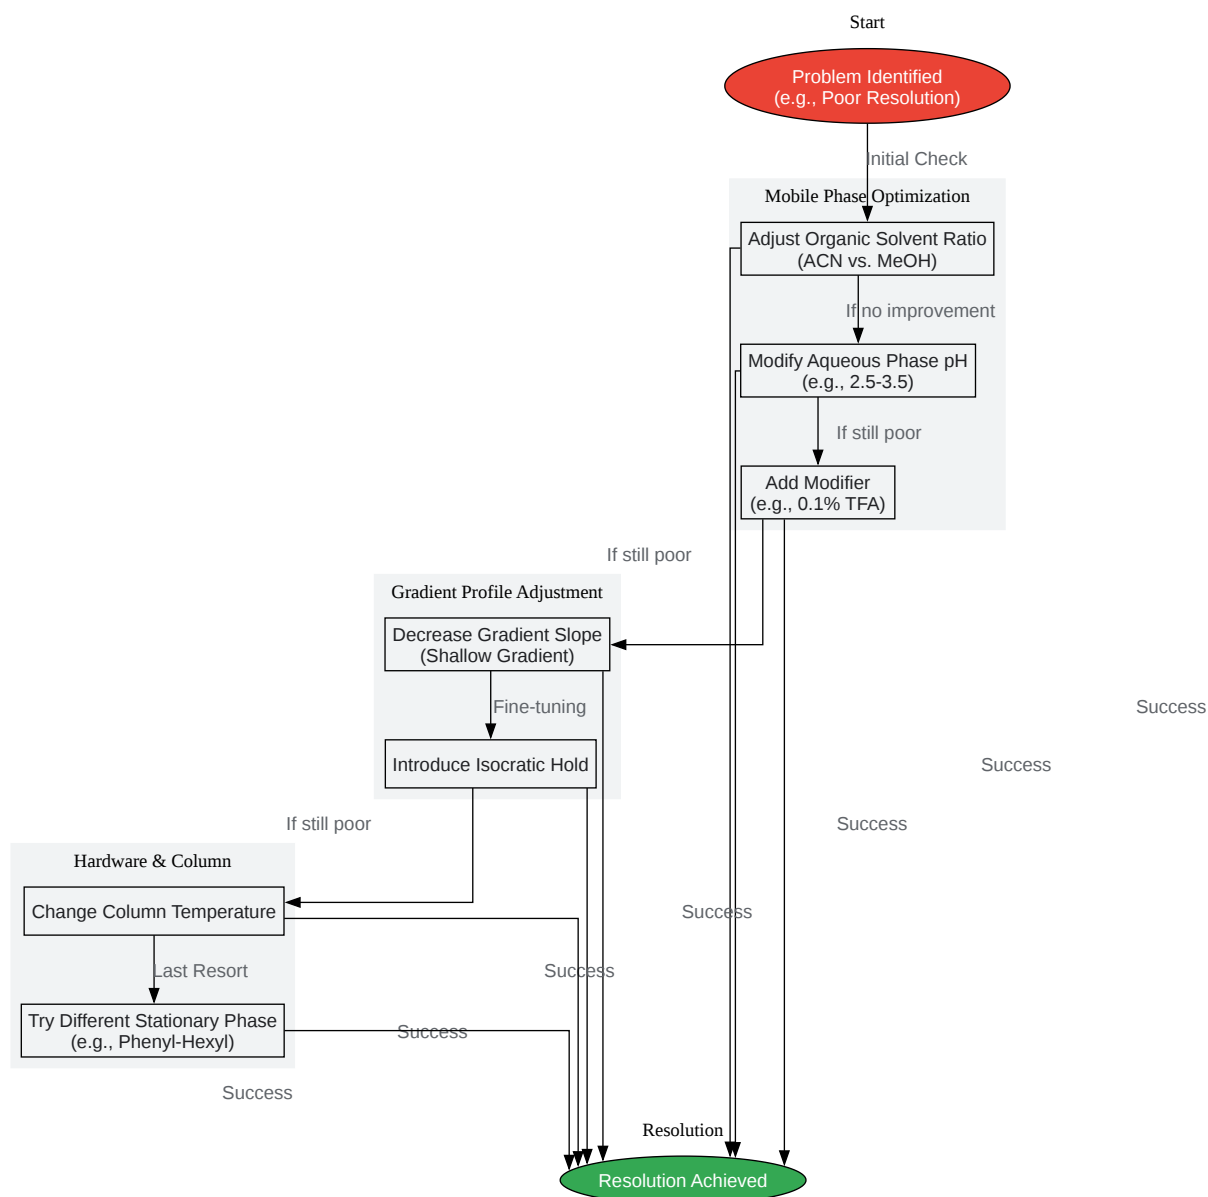 Start
Problem Identified
(e.g., Poor Resolution)
Initial Check
Mobile Phase Optimization
Adjust Organic Solvent Ratio
(ACN vs. MeOH)
If no improvement
Modify Aqueous Phase pH
(e.g., 2.5-3.5)
If still poor
Add Modifier
(e.g., 0.1% TFA)
If still poor
Gradient Profile Adjustment
Decrease Gradient Slope
(Shallow Gradient)
Fine-tuning
Success
Introduce Isocratic Hold
Success
If still poor
Success
Hardware & Column
Change Column Temperature
Success
Last Resort
Success
Try Different Stationary Phase
(e.g., Phenyl-Hexyl)
Success
Success
Resolution
Resolution Achieved